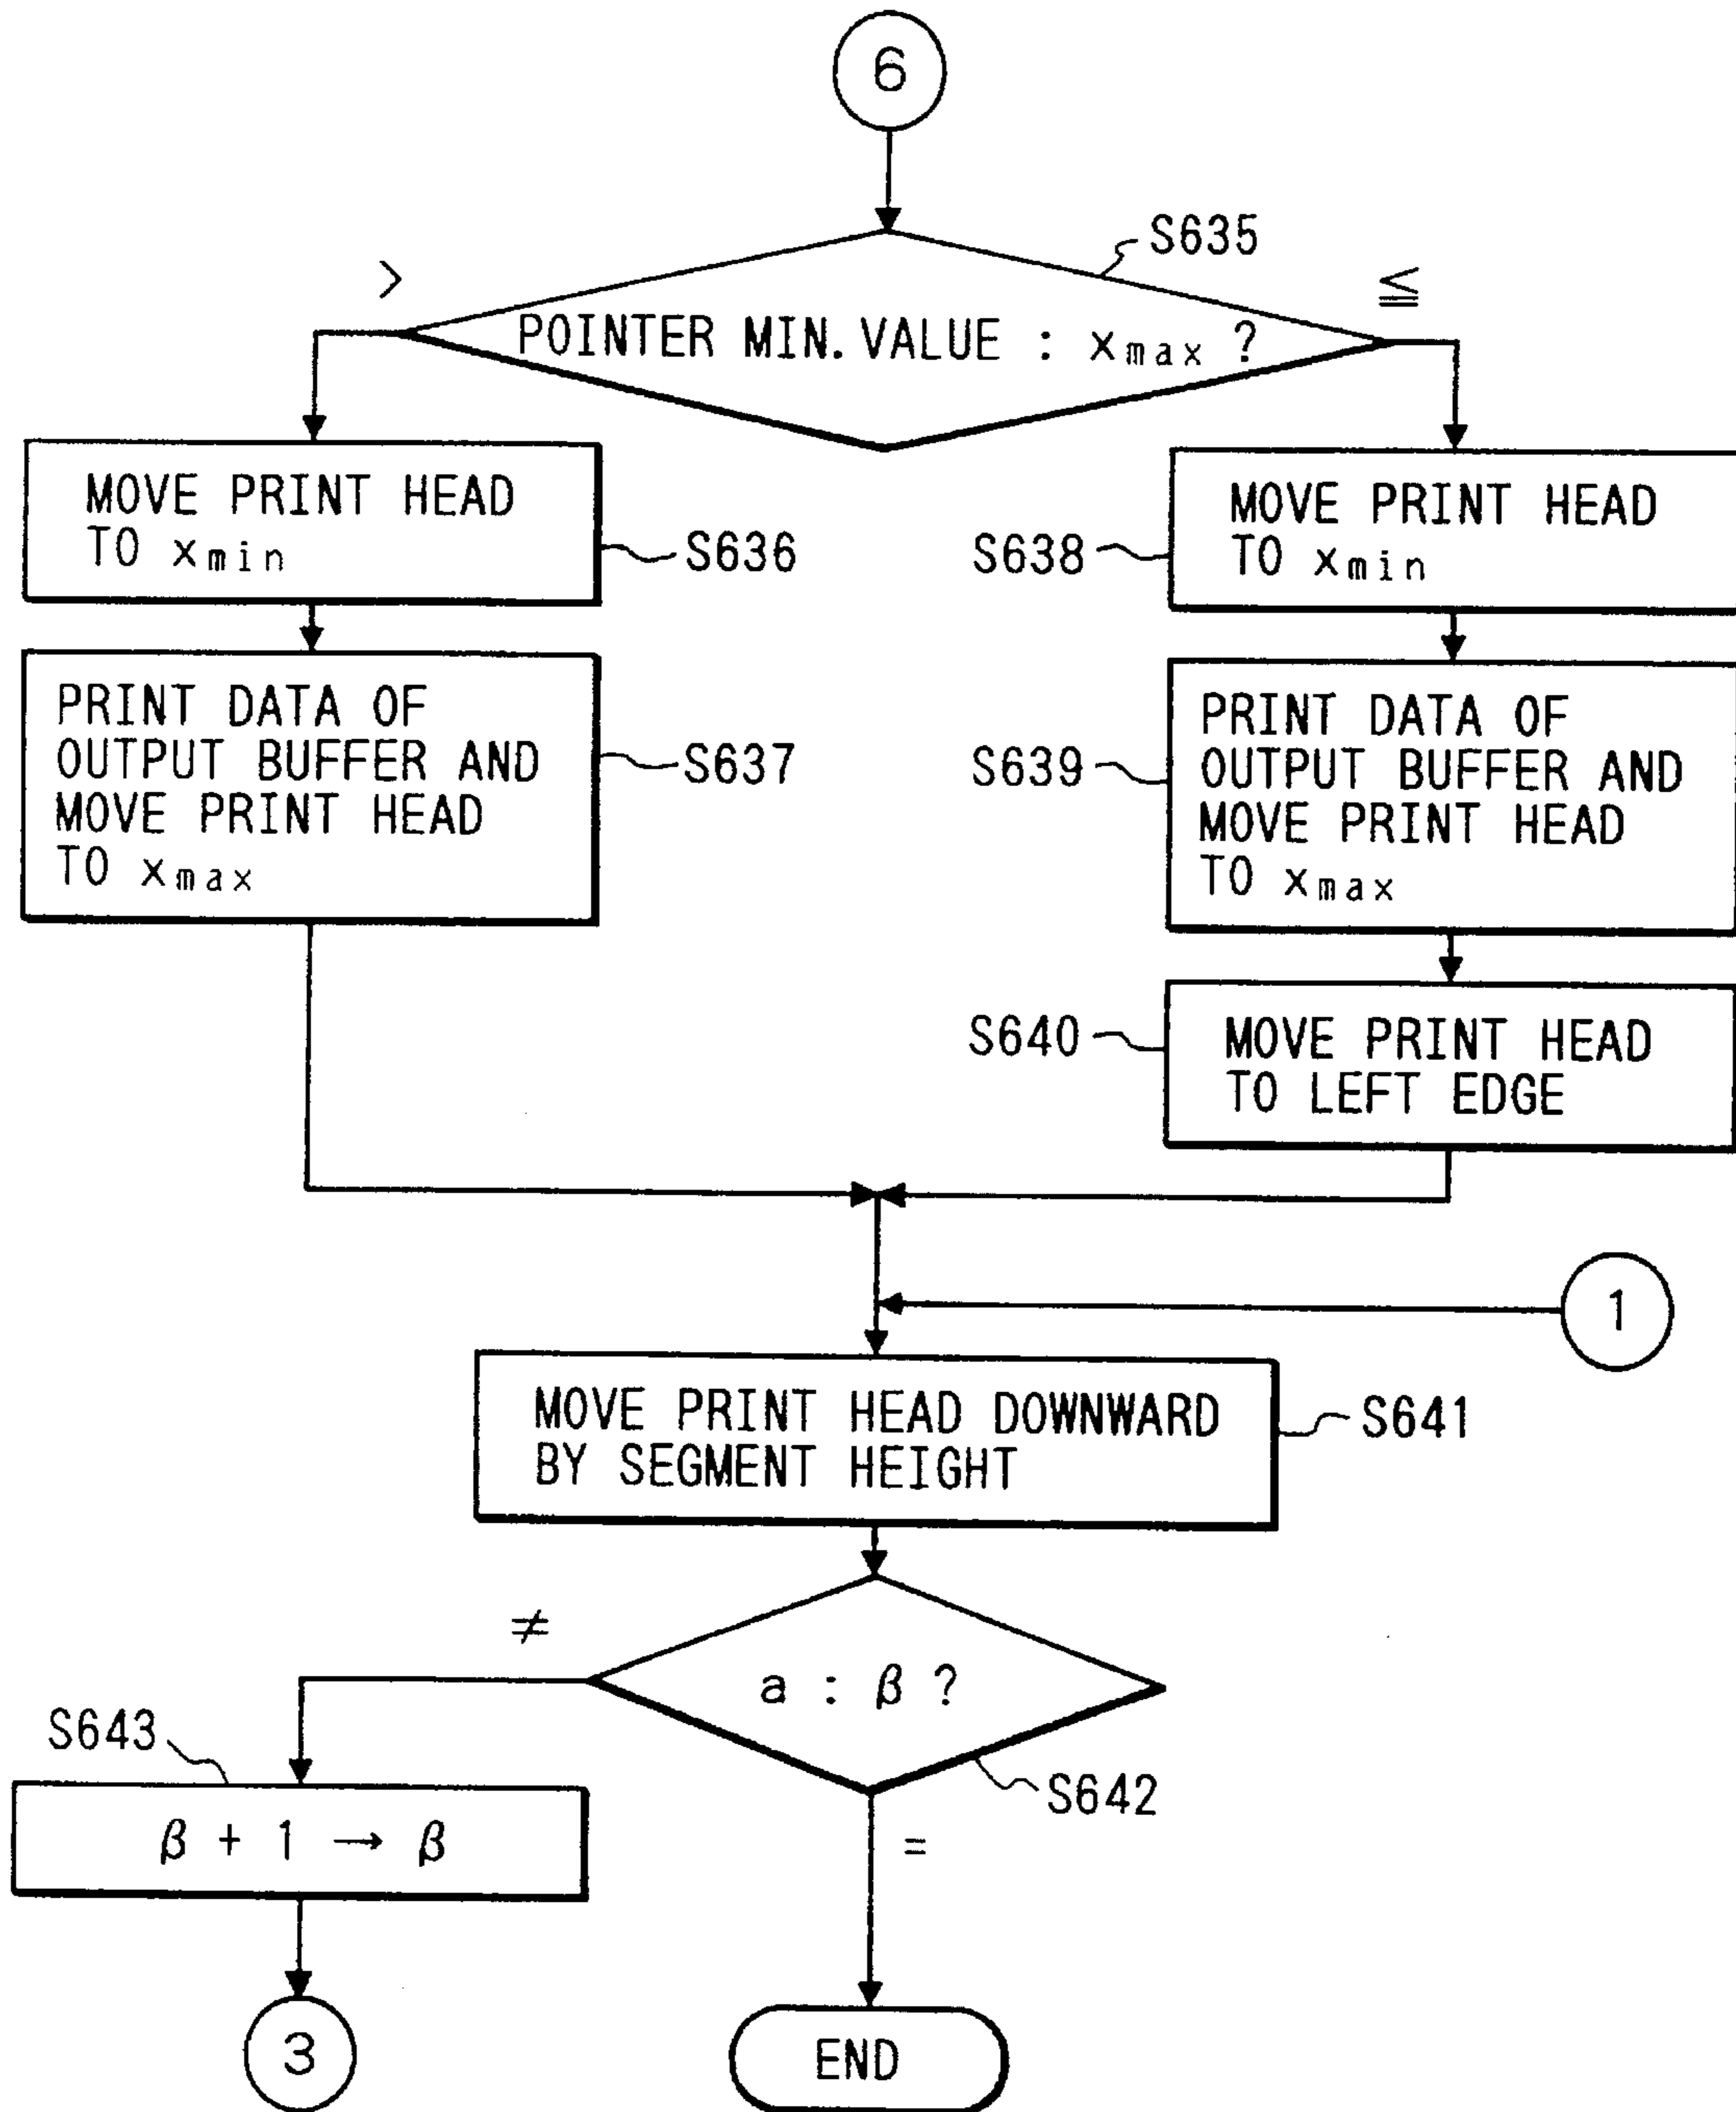 6
S635
>
≦
POINTER MIN. VALUE : xmax ?
MOVE PRINT HEAD
TO xmin
S636
S638
MOVE PRINT HEAD
TO xmin
PRINT DATA OF
OUTPUT BUFFER AND
MOVE PRINT HEAD
TO xmax
S637
S639
PRINT DATA OF
OUTPUT BUFFER AND
MOVE PRINT HEAD
TO xmax
S640
MOVE PRINT HEAD
TO LEFT EDGE
1
MOVE PRINT HEAD DOWNWARD
BY SEGMENT HEIGHT
S641
≠
a : β ?
S642
=
S643
β + 1 → β
3
END